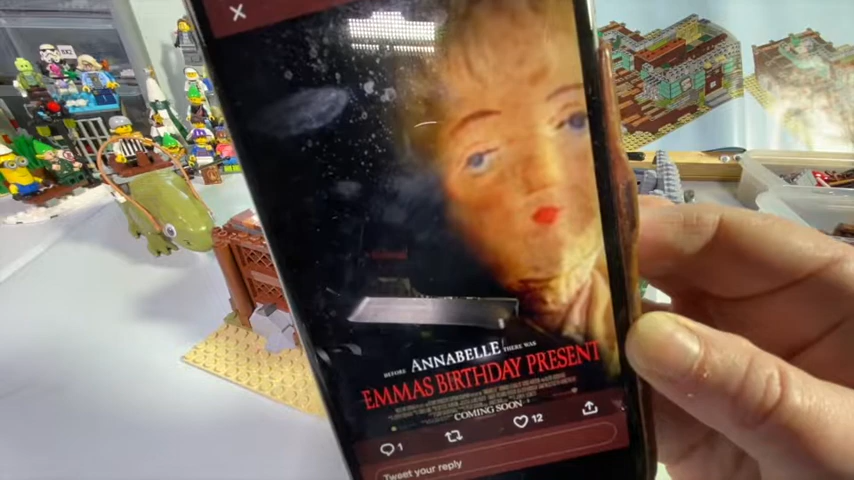 BEFORE ANNABELLE THERE WAS
EMMAS BIRTHDAY PRESENT
COMING SOON
1
12
Tweet your reply